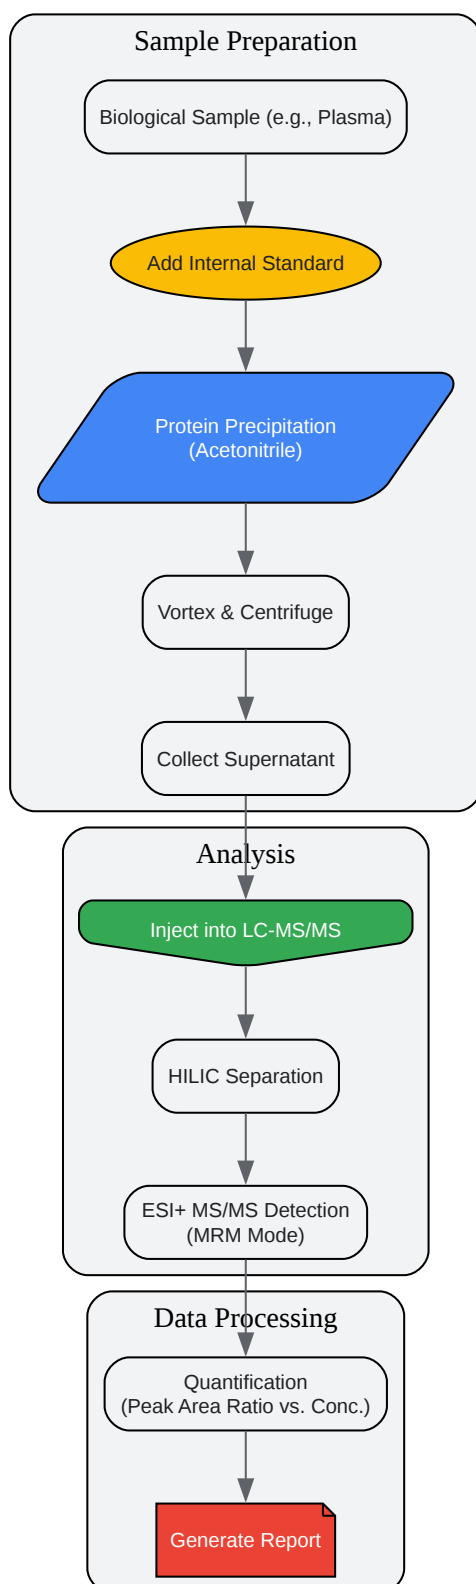 Sample Preparation
Biological Sample (e.g., Plasma)
Add Internal Standard
Protein Precipitation
(Acetonitrile)
Vortex & Centrifuge
Collect Supernatant
Analysis
Inject into LC-MS/MS
HILIC Separation
ESI+ MS/MS Detection
(MRM Mode)
Data Processing
Quantification
(Peak Area Ratio vs. Conc.)
Generate Report